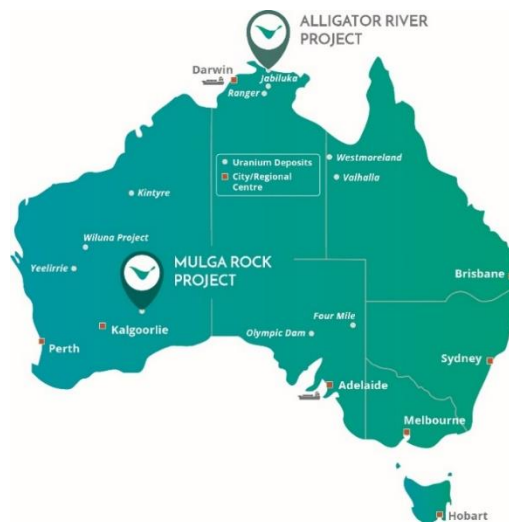 ALLIGATOR RIVER
PROJECT
Darwin
Jabiluka
Ranger
Uranium Deposits
City/Regional
Centre
Westmoreland
Valhalla
Kintyre
Wiluna Project
Yeelirrie
MULGA ROCK
PROJECT
Brisbane
Kalgoorlie
Perth
Four Mile
Olympic Dam
Sydney
Adelaide
Melbourne
Hobart